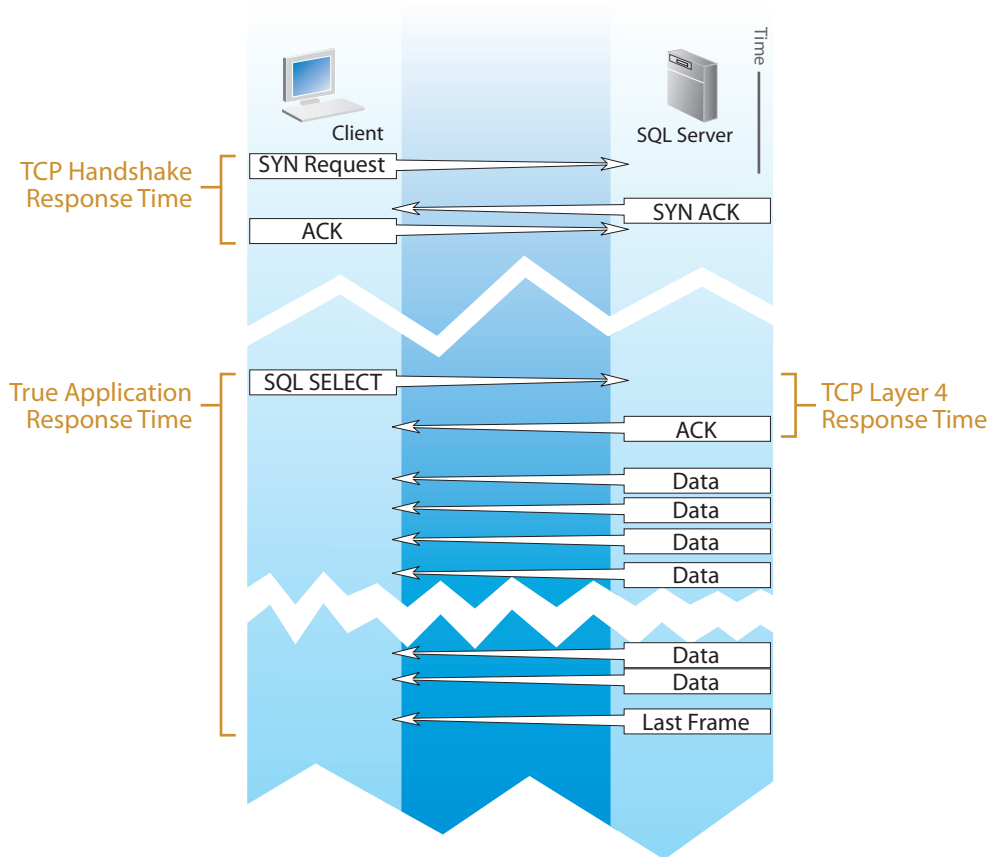 Time
Client
SQL Server
TCP Handshake
Response Time
SYN Request
SYN ACK
ACK
True Application
Response Time
SQL SELECT
TCP Layer 4
Response Time
ACK
Data
Data
Data
Data
Data
Data
Last Frame